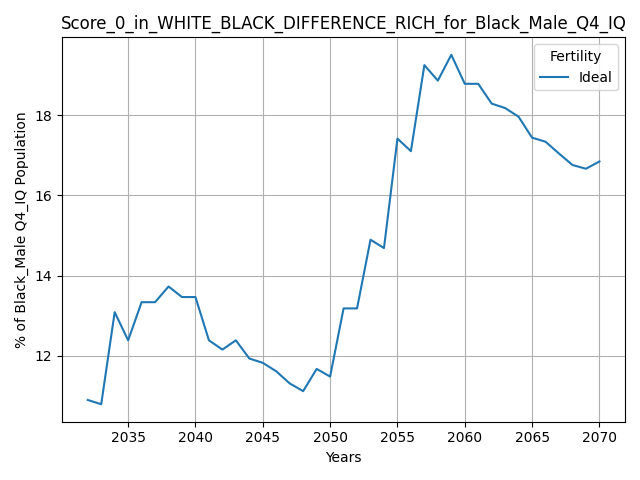 Score_0_in_WHITE_BLACK_DIFFERENCE_RICH_for_Black_Male_Q4_IQ
Fertility
Ideal
% of Black_Male Q4_IQ Population
18
16
14
12
2035 2040 2045 2050 2055 2060 2065 2070
Years